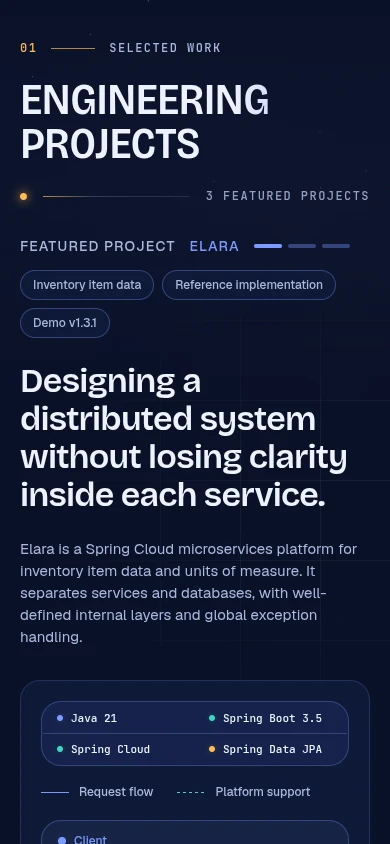 01 SELECTED WORK
ENGINEERING
PROJECTS
3 FEATURED PROJECTS
FEATURED PROJECT ELARA
Inventory item data Reference implementation
Demo v1.3.1
Designing a
distributed system
without losing clarity
inside each service.
Elara is a Spring Cloud microservices platform for
inventory item data and units of measure. It
separates services and databases, with well-
defined internal layers and global exception
handling.
Java 21 Spring Boot 3.5
Spring Cloud Spring Data JPA
Request flow Platform support
Client